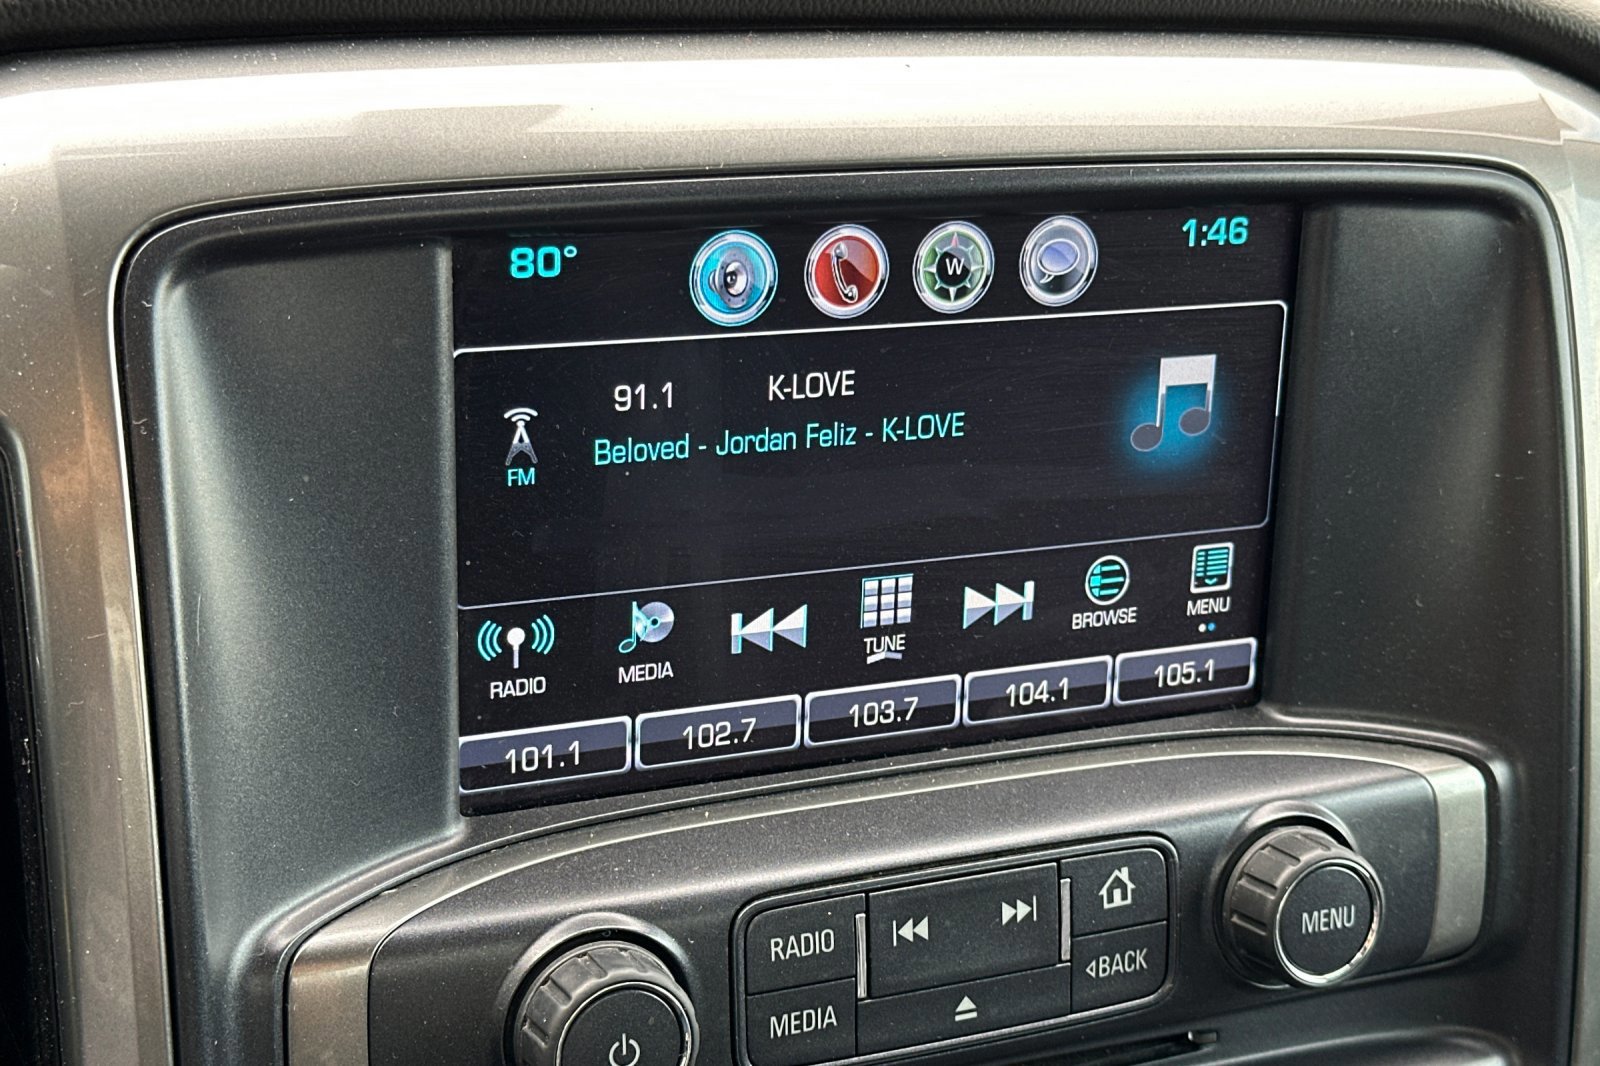 80°
W
1:46
91.1 K-LOVE
Beloved - Jordan Feliz - K-LOVE
FM
RADIO
MEDIA
TUNE
BROWSE
MENU
101.1
102.7
103.7
104.1
105.1
RADIO
MEDIA
BACK
MENU